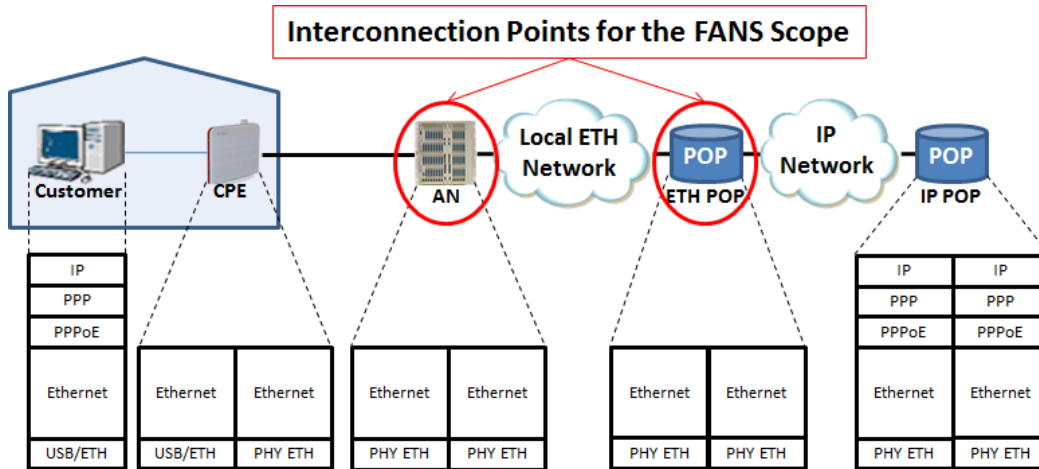 Interconnection Points for the FANS Scope
Local ETH
Network
IP
Network
POP
POP
Customer
CPE
AN
ETH POP
IP POP
IP
PPP
PPPoE
Ethernet
USB/ETH
Ethernet
Ethernet
USB/ETH
PHY ETH
Ethernet
Ethernet
PHY ETH
PHY ETH
Ethernet
Ethernet
PHY ETH
PHY ETH
IP
IP
PPP
PPP
PPPoE
PPPoE
Ethernet
Ethernet
PHY ETH
PHY ETH